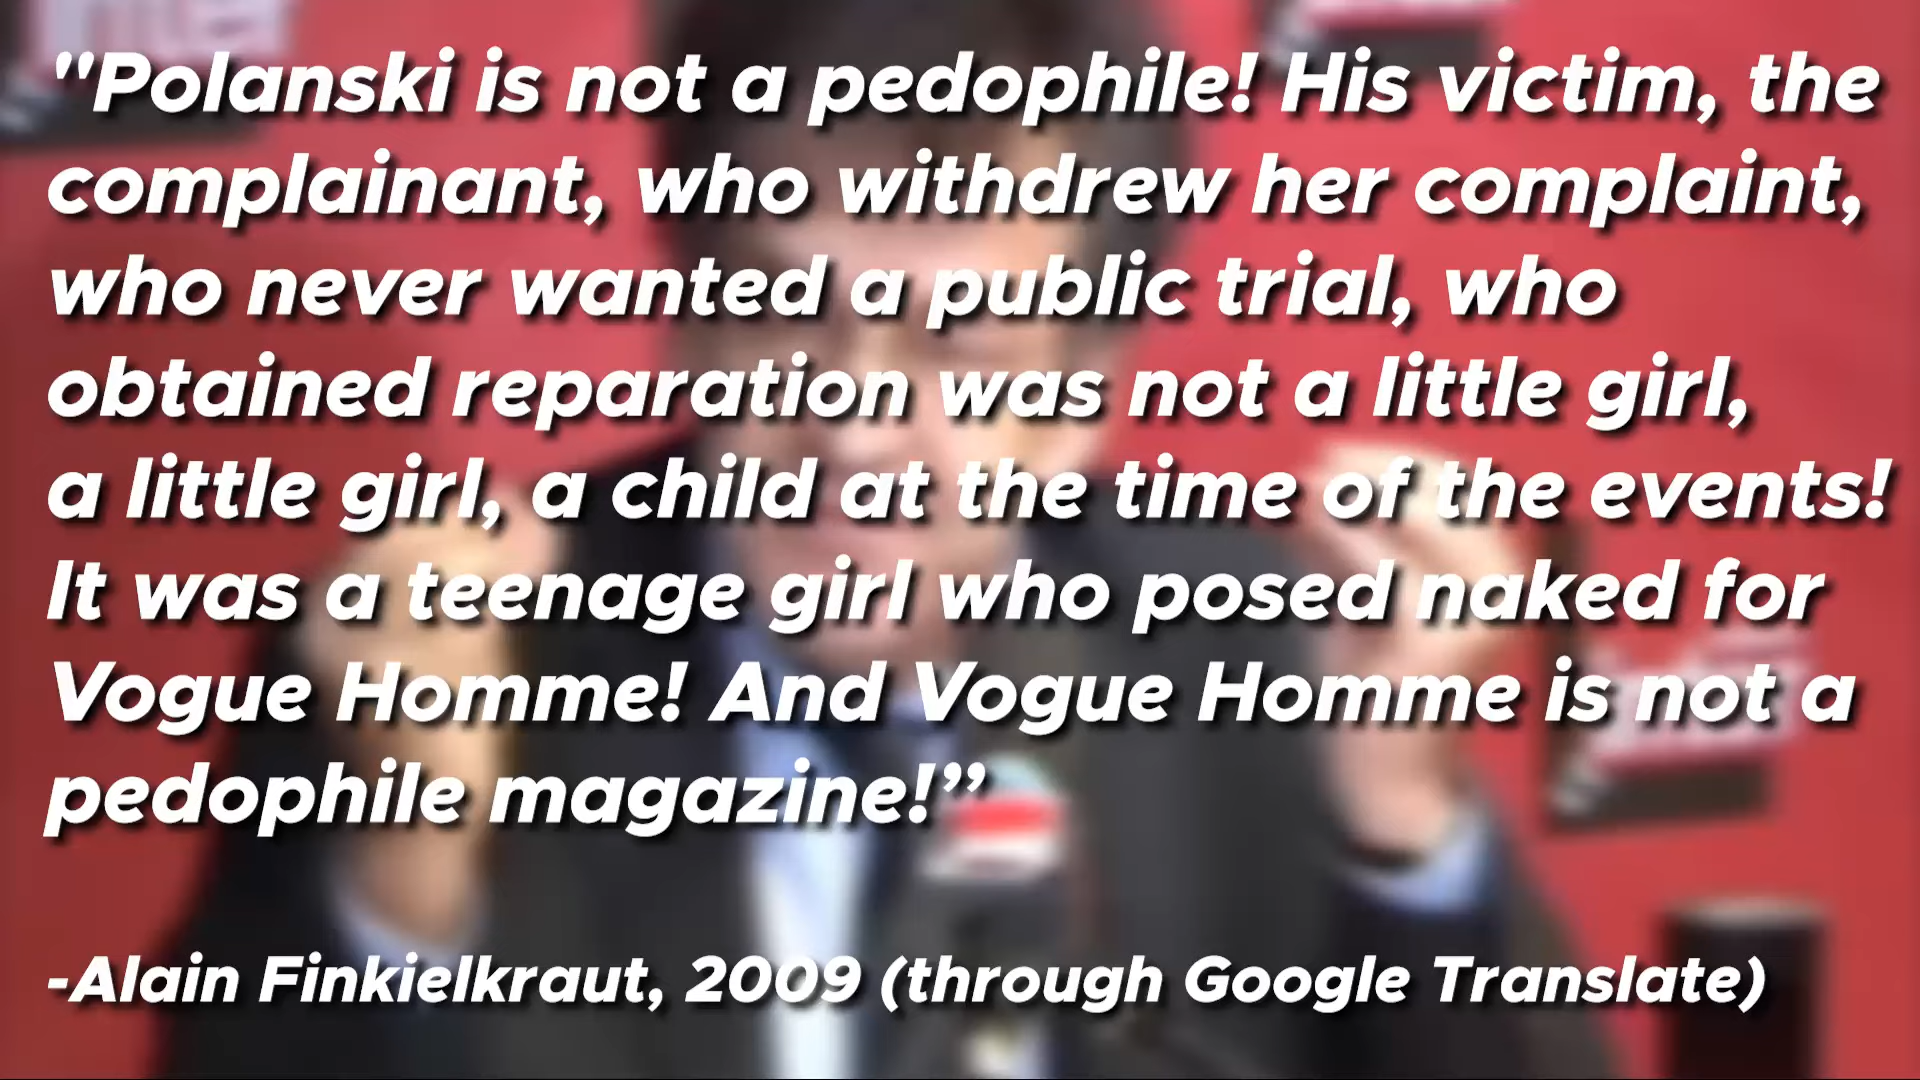 "Polanski is not a pedophile! His victim, the
complainant, who withdrew her complaint,
who never wanted a public trial, who
obtained reparation was not a little girl,
a little girl, a child at the time of the events!
It was a teenage girl who posed naked for
Vogue Homme! And Vogue Homme is not a
pedophile magazine!”
-Alain Finkielkraut, 2009 (through Google Translate)